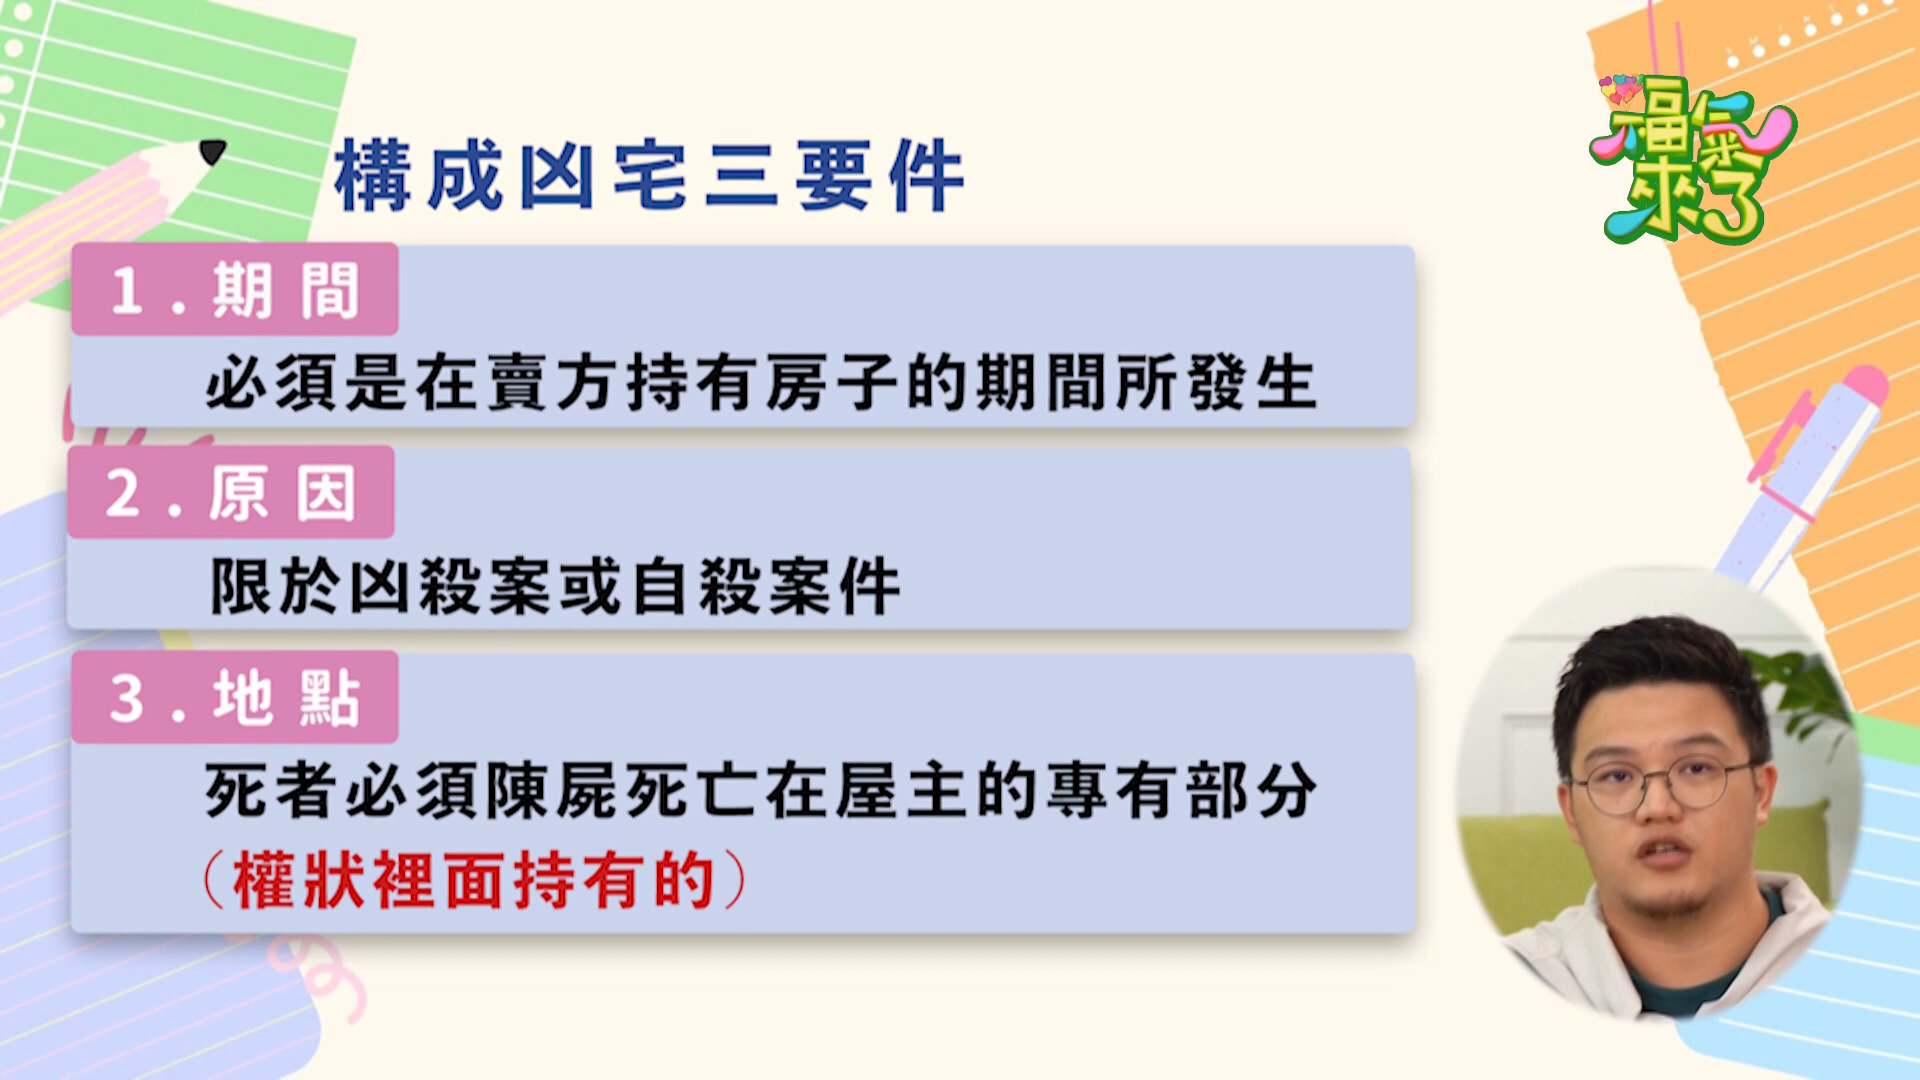 福氣來了
構成凶宅三要件
1.期間
必須是在賣方持有房子的期間所發生
2.原因
限於凶殺案或自殺案件
3.地點
死者必須陳屍死亡在屋主的專有部分
（權狀裡面持有的）